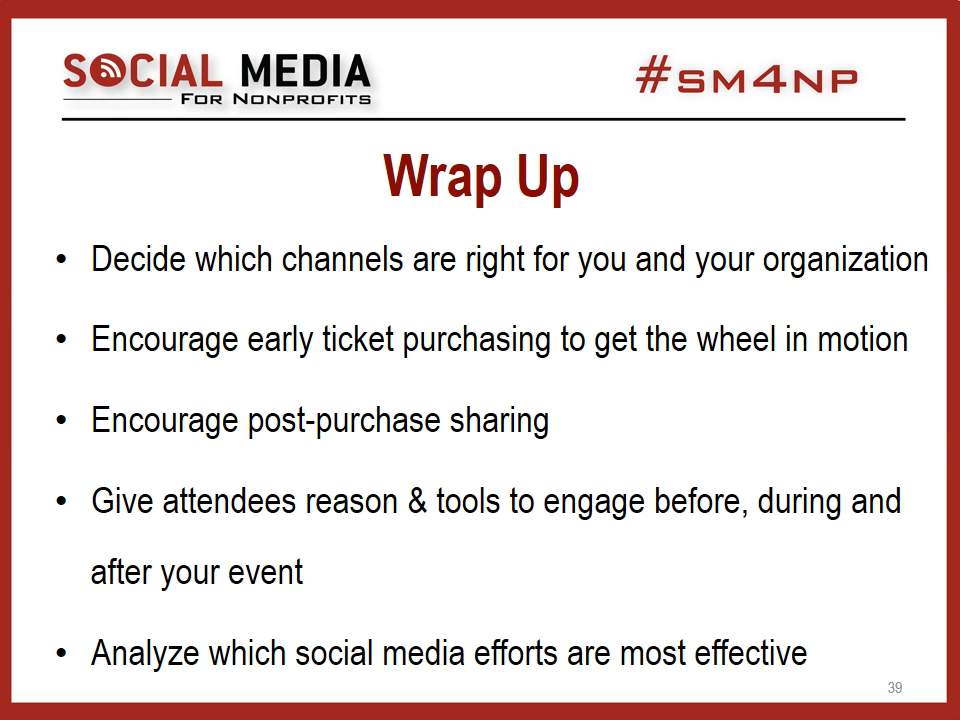 SOCIAL MEDIA
FOR NONPROFITS
#SM4NP
Wrap Up
• Decide which channels are right for you and your organization
• Encourage early ticket purchasing to get the wheel in motion
• Encourage post-purchase sharing
• Give attendees reason & tools to engage before, during and
after your event
• Analyze which social media efforts are most effective
39